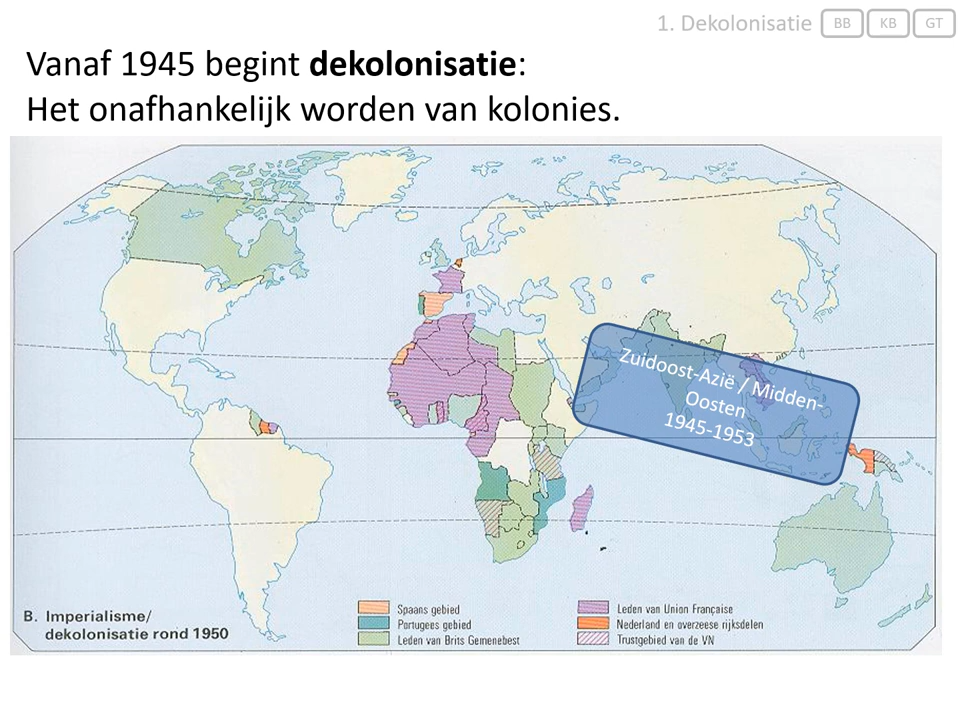 1. Dekolonisatie BB KB GT
Vanaf 1945 begint dekolonisatie:
Het onafhankelijk worden van kolonies.
Zuidoost-Azië / Midden-
Oosten
1945-1953
B. Imperialisme/
dekolonisatie rond 1950
Spaans gebied
Portugees gebied
Leden van Brits Gemenebest
Leden van Union Française
Nederland en overzeese rijksdelen
Trustgebied van de VN